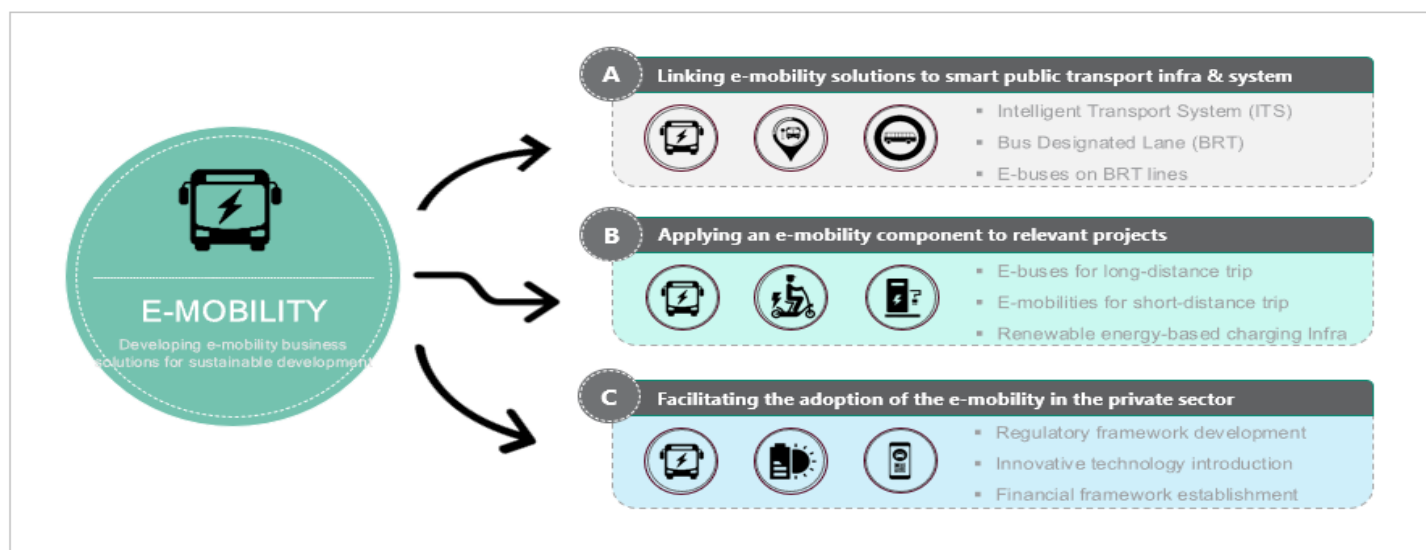 E-MOBILITY
Developing e-mobility business
solutions for sustainable development
A
Linking e-mobility solutions to smart public transport infra & system
▪ Intelligent Transport System (ITS)
▪ Bus Designated Lane (BRT)
▪ E-buses on BRT lines
B
Applying an e-mobility component to relevant projects
▪ E-buses for long-distance trip
▪ E-mobilities for short-distance trip
▪ Renewable energy-based charging Infra
C
Facilitating the adoption of the e-mobility in the private sector
▪ Regulatory framework development
▪ Innovative technology introduction
▪ Financial framework establishment